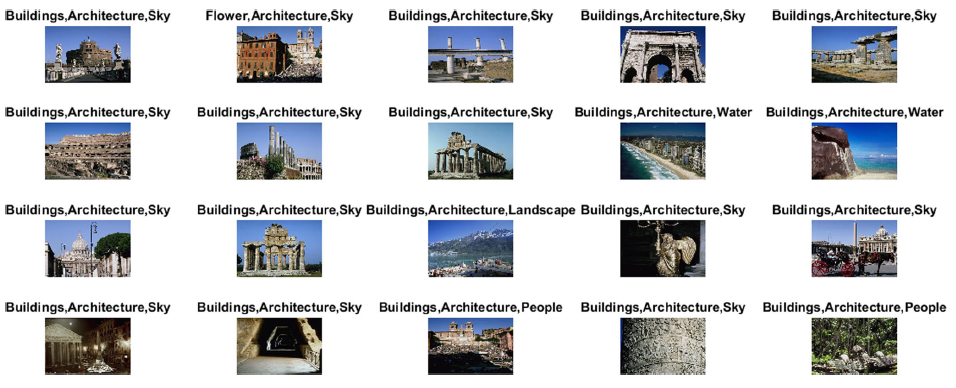 Buildings,Architecture,Sky
Flower,Architecture,Sky
Buildings,Architecture,Sky
Buildings,Architecture,Sky
Buildings,Architecture,Sky
Buildings,Architecture,Sky
Buildings,Architecture,Sky
Buildings,Architecture,Sky
Buildings,Architecture,Water
Buildings,Architecture,Water
Buildings,Architecture,Sky
Buildings,Architecture,Sky
Buildings,Architecture,Landscape
Buildings,Architecture,Sky
Buildings,Architecture,Sky
Buildings,Architecture,Sky
Buildings,Architecture,Sky
Buildings,Architecture,People
Buildings,Architecture,Sky
Buildings,Architecture,People